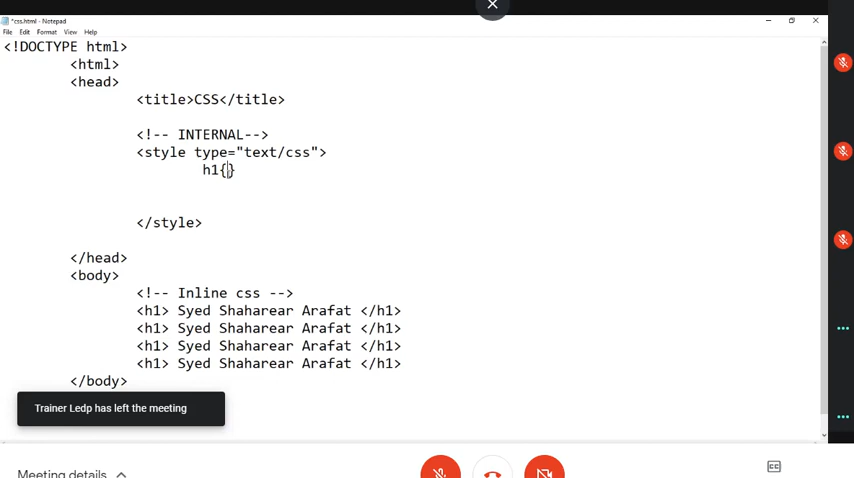 *css.html - Notepad
File Edit Format View Help
<!DOCTYPE html>
<html>
<head>
<title>CSS</title>
<!-- INTERNAL-->
<style type="text/css">
h1{}
</style>
</head>
<body>
<!-- Inline css -->
<h1> Syed Shaharear Arafat </h1>
<h1> Syed Shaharear Arafat </h1>
<h1> Syed Shaharear Arafat </h1>
<h1> Syed Shaharear Arafat </h1>
</body>
Trainer Ledp has left the meeting
Meeting details
CC